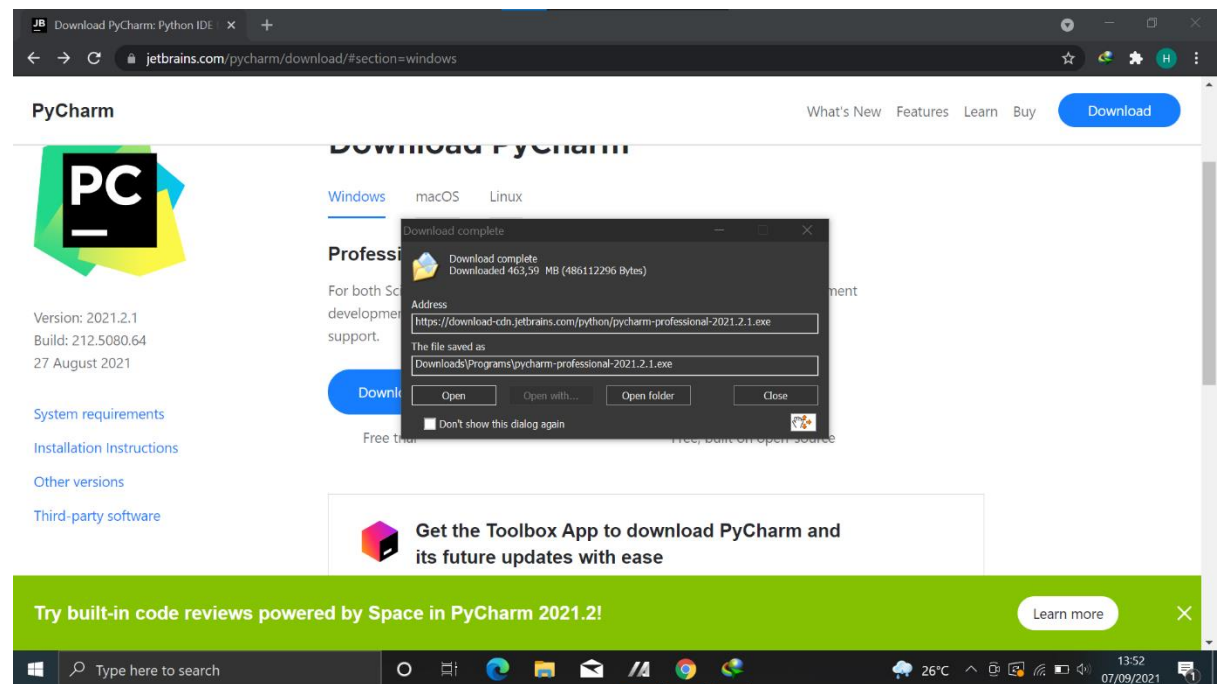 JB Download PyCharm: Python IDE
jetbrains.com/pycharm/download/#section=windows
H
PyCharm
What's New Features Learn Buy Download
Download PyCharm
PC
Windows macOS Linux
Download complete
Download complete
Downloaded 463,59 MB (486112296 Bytes)
Address
https://download-cdn.jetbrains.com/python/pycharm-professional-2021.2.1.exe
The file saved as
Downloads\Programs\pycharm-professional-2021.2.1.exe
Open Open with... Open folder Close
Don't show this dialog again
Professi
For both Sci
ment
developmen
support.
Downl
Free trial
Free, built on open-source
Version: 2021.2.1
Build: 212.5080.64
27 August 2021
System requirements
Installation Instructions
Other versions
Third-party software
Get the Toolbox App to download PyCharm and
its future updates with ease
Try built-in code reviews powered by Space in PyCharm 2021.2!
Learn more
Type here to search
26°C
13:52
07/09/2021
1